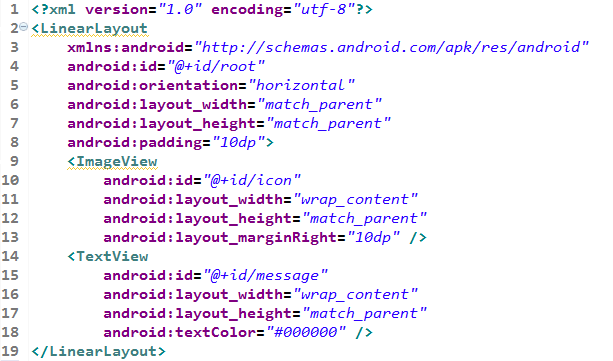 1 <?xml version="1.0" encoding="utf-8"?>
2 <LinearLayout
3     xmlns:android="http://schemas.android.com/apk/res/android"
4     android:id="@+id/root"
5     android:orientation="horizontal"
6     android:layout_width="match_parent"
7     android:layout_height="match_parent"
8     android:padding="10dp">
9     <ImageView
10         android:id="@+id/icon"
11         android:layout_width="wrap_content"
12         android:layout_height="match_parent"
13         android:layout_marginRight="10dp" />
14     <TextView
15         android:id="@+id/message"
16         android:layout_width="wrap_content"
17         android:layout_height="match_parent"
18         android:textColor="#000000" />
19 </LinearLayout>